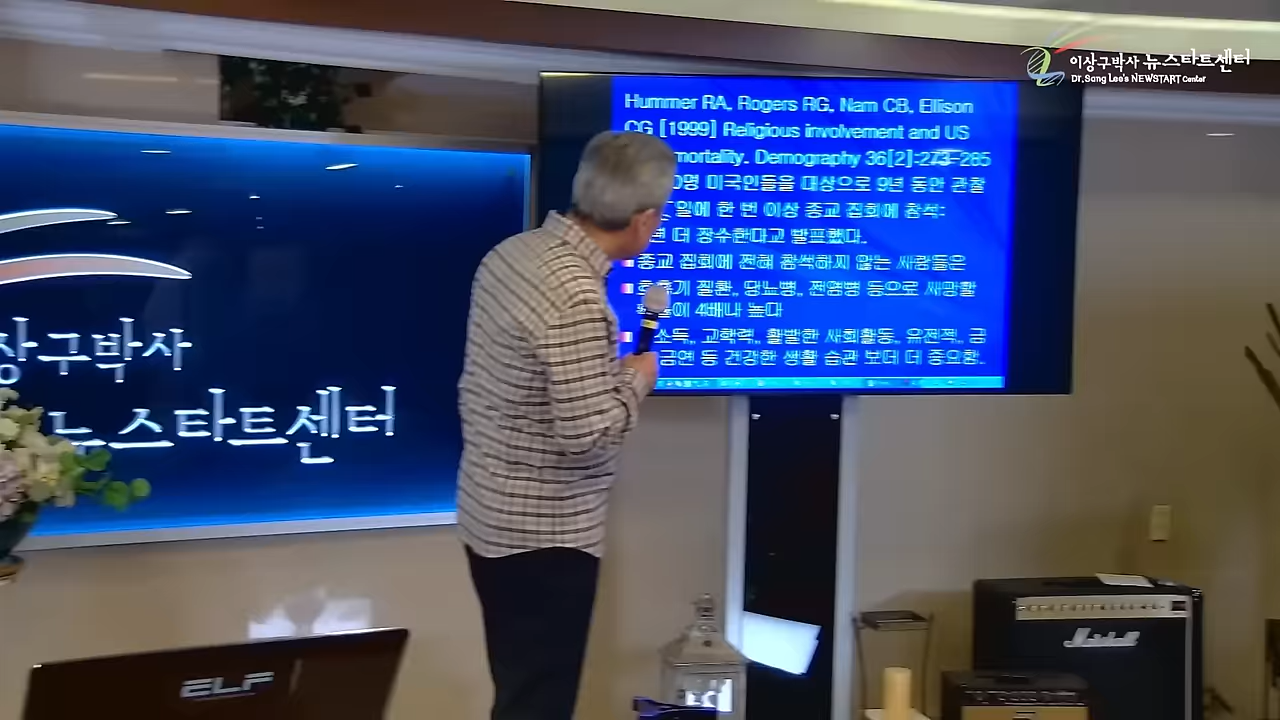 이상구박사 뉴스타트센터
Dr. Sang Lee's NEWSTART Center
Hummer RA, Rogers RG, Nam CB, Ellison
CG [1999] Religious involvement and US
mortality. Demography 36[2]:273-285
0명 미국인들을 대상으로 9년 동안 관찰
일에 한 번 이상 종교 집회에 참석:
더 장수한다고 발표했다.
중교 집회에 전혀 참석하지 않는 사람들은
질환, 당뇨병, 전염병 등으로 사망할
4배나 높다
소득, 고학력, 활발한 사회활동, 유전적, 금
금연 등 건강한 생활 습관 보더 더 중요함.
상구박사
뉴스타트센터
ELF
Marshall